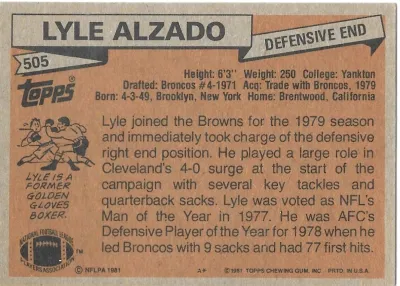 LYLE ALZADO
DEFENSIVE END
505
Topps
Height: 6'3" Weight: 250 College: Yankton
Drafted: Broncos #4-1971 Acq: Trade with Broncos, 1979
Born: 4-3-49, Brooklyn, New York Home: Brentwood, California
Lyle joined the Browns for the 1979 season
and immediately took charge of the defensive
right end position. He played a large role in
Cleveland's 4-0 surge at the start of the
campaign with several key tackles and
quarterback sacks. Lyle was voted as NFL's
Man of the Year in 1977. He was AFC's
Defensive Player of the Year for 1978 when he
led Broncos with 9 sacks and had 77 first hits.
LYLE IS A
FORMER
GOLDEN
GLOVES
BOXER.
NATIONAL FOOTBALL LEAGUE
PLAYERS ASSOCIATION
© NFLPA 1981
© 1981 TOPPS CHEWING GUM, INC. PRT. IN U.S.A.